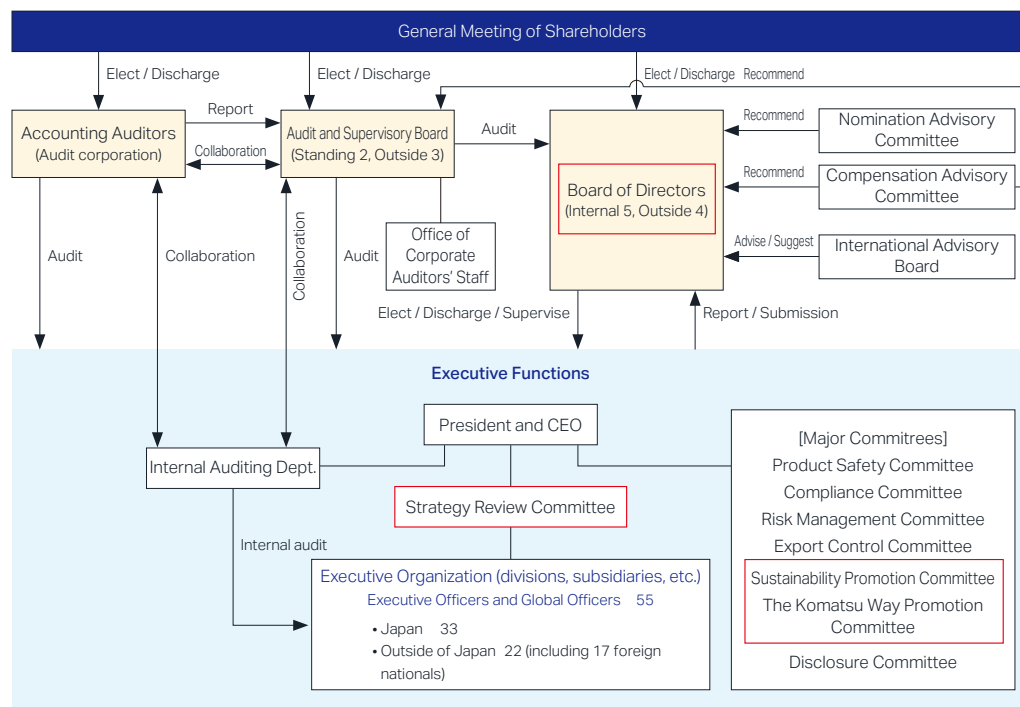 General Meeting of Shareholders
Elect / Discharge
Elect / Discharge
Elect / Discharge Recommend
Accounting Auditors
(Audit corporation)
Report
Collaboration
Audit and Supervisory Board
(Standing 2, Outside 3)
Audit
Board of Directors
(Internal 5, Outside 4)
Recommend
Nomination Advisory
Committee
Recommend
Compensation Advisory
Committee
Advise / Suggest
International Advisory
Board
Office of
Corporate
Auditors' Staff
Audit
Collaboration
Collaboration
Audit
Elect / Discharge / Supervise
Report / Submission
Executive Functions
President and CEO
Internal Auditing Dept.
Strategy Review Committee
Internal audit
Executive Organization (divisions, subsidiaries, etc.)
Executive Officers and Global Officers 55
• Japan 33
• Outside of Japan 22 (including 17 foreign
nationals)
[Major Commitrees]
Product Safety Committee
Compliance Committee
Risk Management Committee
Export Control Committee
Sustainability Promotion Committee
The Komatsu Way Promotion
Committee
Disclosure Committee